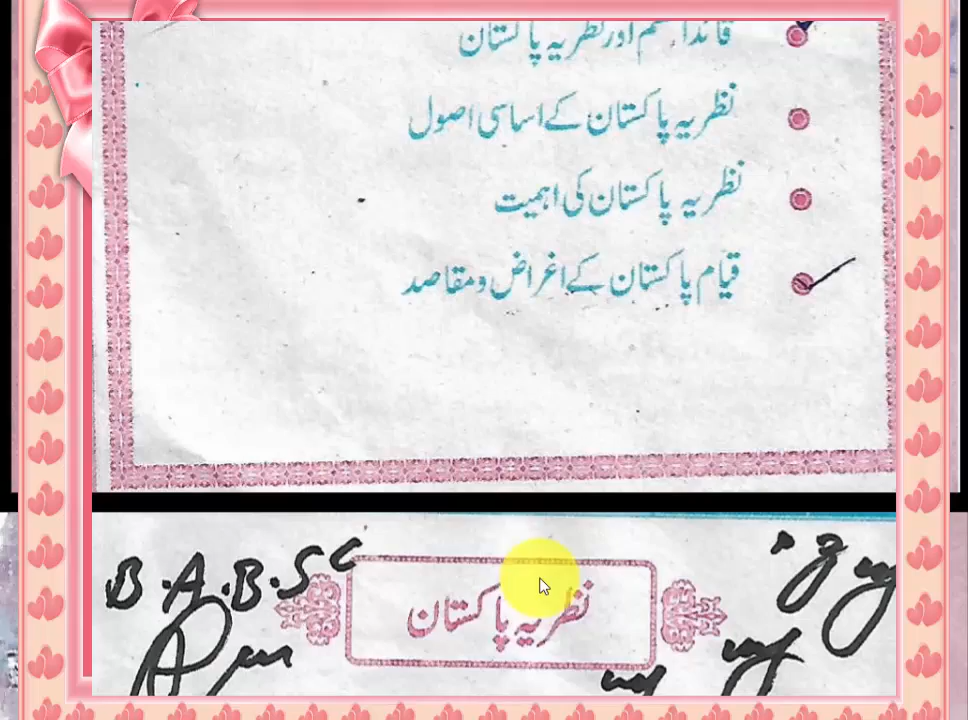 قائداعظم اور نظریہ پاکستان
نظریہ پاکستان کے اساسی اصول
نظریہ پاکستان کی اہمیت
قیام پاکستان کے اغراض و مقاصد
B.A.B.SC
نظریہ پاکستان